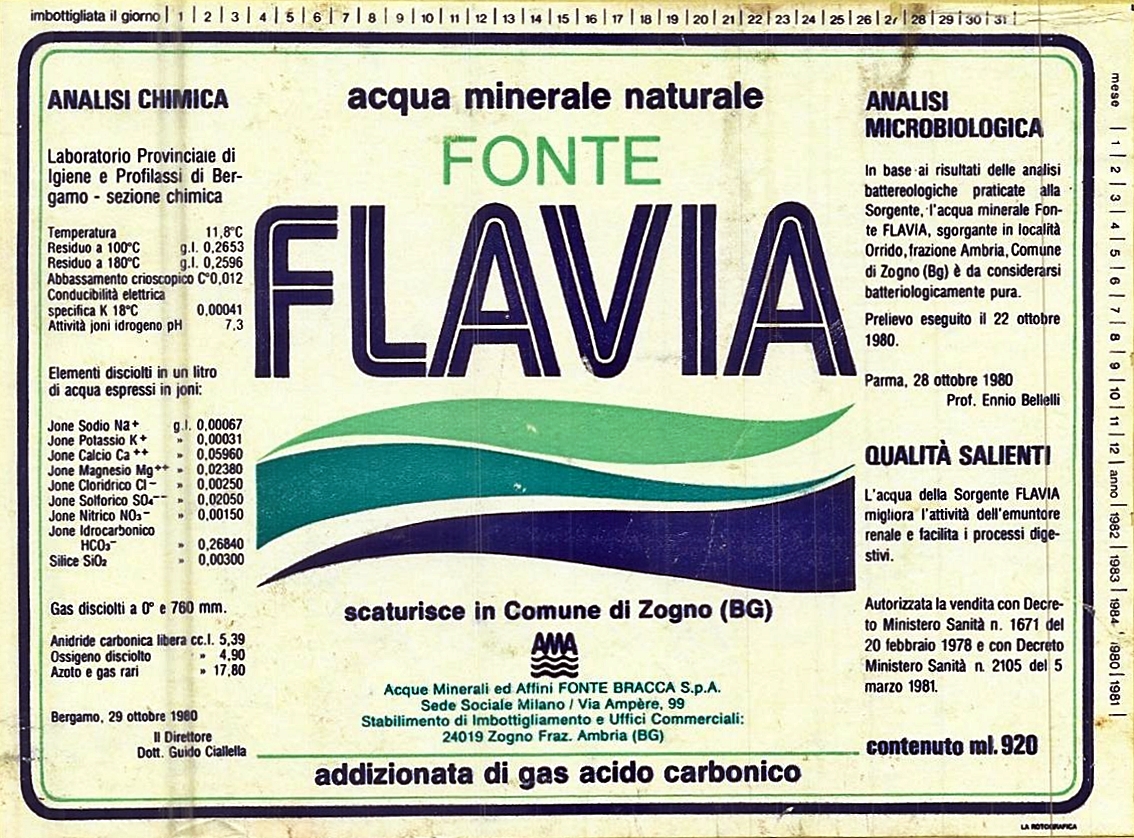 imbottigliata il giorno | 1 | 2 | 3 | 4 | 5 | 6 | 7 | 8 | 9 | 10 | 11 | 12 | 13 | 14 | 15 | 16 | 17 | 18 | 19 | 20 | 21 | 22 | 23 | 24 | 25 | 26 | 27 | 28 | 29 | 30 | 31 |
ANALISI CHIMICA
Laboratorio Provinciale di
Igiene e Profilassi di Ber-
gamo - sezione chimica
Temperatura 11,8°C
Residuo a 100°C g.l. 0,2653
Residuo a 180°C g.l. 0,2596
Abbassamento crioscopico C°0,012
Conducibilità elettrica
specifica K 18°C 0,00041
Attività joni idrogeno pH 7,3
Elementi disciolti in un litro
di acqua espressi in joni:
Jone Sodio Na+ g.l. 0,00067
Jone Potassio K+ » 0,00031
Jone Calcio Ca++ » 0,05960
Jone Magnesio Mg++ » 0,02380
Jone Cloridrico Cl- » 0,00250
Jone Solforico SO₄-- » 0,02050
Jone Nitrico NO₃- » 0,00150
Jone Idrocarbonico
HCO₃- » 0,26840
Silice SiO₂ » 0,00300
Gas disciolti a 0° e 760 mm.
Anidride carbonica libera cc.l. 5,39
Ossigeno disciolto » 4,90
Azoto e gas rari » 17,80
Bergamo, 29 ottobre 1980
Il Direttore
Dott. Guido Ciallella
acqua minerale naturale
FONTE
FLAVIA
scaturisce in Comune di Zogno (BG)
AMA
Acque Minerali ed Affini FONTE BRACCA S.p.A.
Sede Sociale Milano / Via Ampère, 99
Stabilimento di Imbottigliamento e Uffici Commerciali:
24019 Zogno Fraz. Ambria (BG)
addizionata di gas acido carbonico
ANALISI
MICROBIOLOGICA
In base ai risultati delle analisi
battereologiche praticate alla
Sorgente, l'acqua minerale Fon-
te FLAVIA, sgorgante in località
Orrido, frazione Ambria, Comune
di Zogno (Bg) è da considerarsi
batteriologicamente pura.
Prelievo eseguito il 22 ottobre
1980.
Parma, 28 ottobre 1980
Prof. Ennio Bellelli
QUALITÀ SALIENTI
L'acqua della Sorgente FLAVIA
migliora l'attività dell'emuntore
renale e facilita i processi dige-
stivi.
Autorizzata la vendita con Decre-
to Ministero Sanità n. 1671 del
20 febbraio 1978 e con Decreto
Ministero Sanità n. 2105 del 5
marzo 1981.
contenuto ml. 920
mese | 1 | 2 | 3 | 4 | 5 | 6 | 7 | 8 | 9 | 10 | 11 | 12 | anno | 1982 | 1983 | 1984 | 1980 | 1981 |
LA ROTOGRAFICA